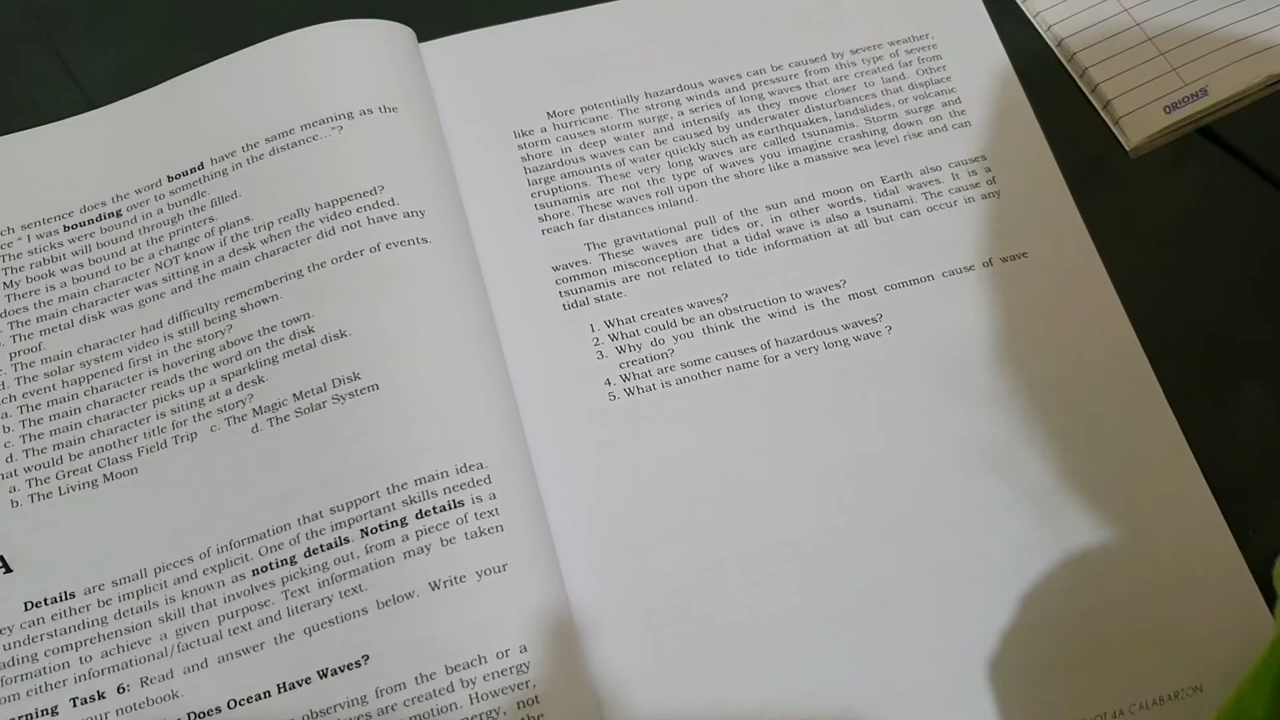 ch sentence does the word bound have the same meaning as the
ce " I was bounding over to something in the distance..."?
The sticks were bound in a bundle.
The rabbit will bound through the filled.
My book was bound at the printers.
There is a bound to be a change of plans.
does the main character NOT know if the trip really happened?
The main character was sitting in a desk when the video ended.
The metal disk was gone and the main character did not have any
proof.
The main character had difficulty remembering the order of events.
d. The solar system video is still being shown.
ch event happened first in the story?
a. The main character is hovering above the town.
b. The main character reads the word on the disk
c. The main character picks up a sparkling metal disk.
d. The main character is siting at a desk.
hat would be another title for the story?
a. The Great Class Field Trip c. The Magic Metal Disk
b. The Living Moon d. The Solar System
A
Details are small pieces of information that support the main idea.
ey can either be implicit and explicit. One of the important skills needed
understanding details is known as noting details. Noting details is a
ading comprehension skill that involves picking out, from a piece of text
formation to achieve a given purpose. Text information may be taken
om either informational/factual text and literary text.
rning Task 6: Read and answer the questions below. Write your
our notebook.
Does Ocean Have Waves?
observing from the beach or a
ves are created by energy
motion. However,
ergy, not
the
More potentially hazardous waves can be caused by severe weather,
like a hurricane. The strong winds and pressure from this type of severe
storm causes storm surge, a series of long waves that are created far from
shore in deep water and intensify as they move closer to land. Other
hazardous waves can be caused by underwater disturbances that displace
large amounts of water quickly such as earthquakes, landslides, or volcanic
eruptions. These very long waves are called tsunamis. Storm surge and
tsunamis are not the type of waves you imagine crashing down on the
shore. These waves roll upon the shore like a massive sea level rise and can
reach far distances inland.
The gravitational pull of the sun and moon on Earth also causes
waves. These waves are tides or, in other words, tidal waves. It is a
common misconception that a tidal wave is also a tsunami. The cause of
tsunamis are not related to tide information at all but can occur in any
tidal state.
1. What creates waves?
2. What could be an obstruction to waves?
3. Why do you think the wind is the most common cause of wave
creation?
4. What are some causes of hazardous waves?
5. What is another name for a very long wave ?
4A CALABARZON
ORIONS